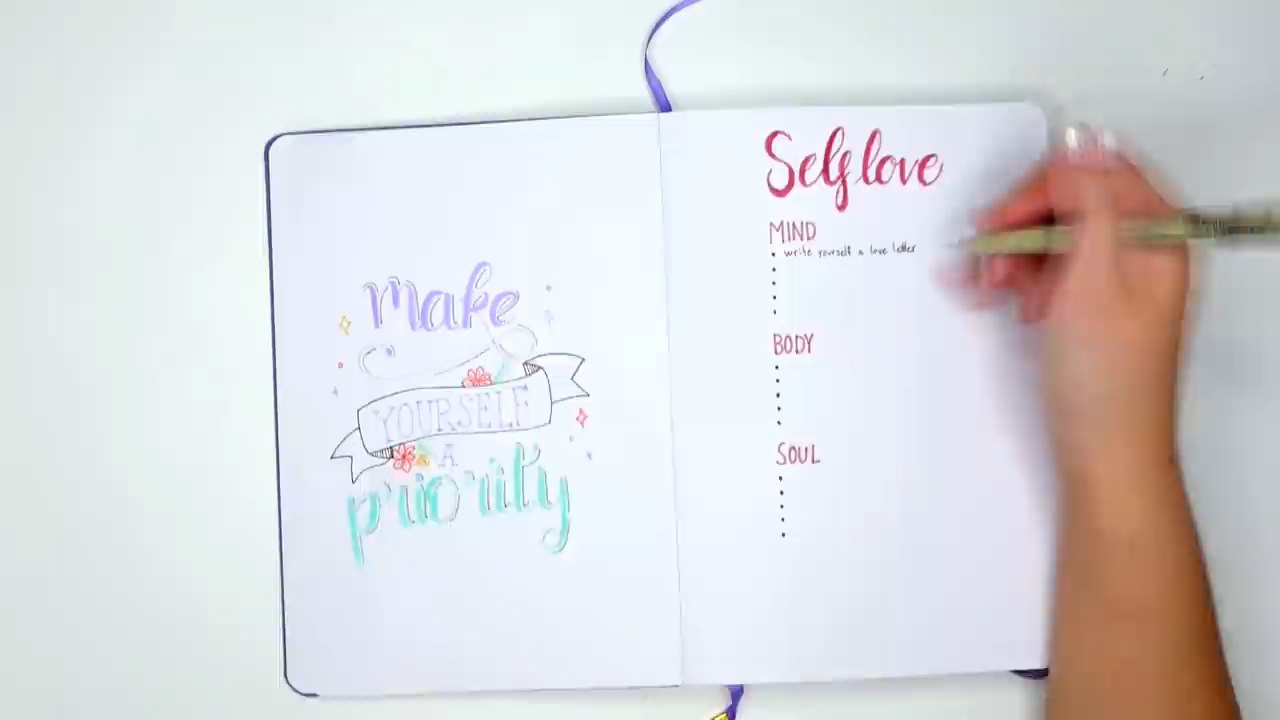 make
YOURSELF
A
priority
Self love
MIND
• write yourself a love letter
•
•
•
•
BODY
•
•
•
•
•
SOUL
•
•
•
•
•